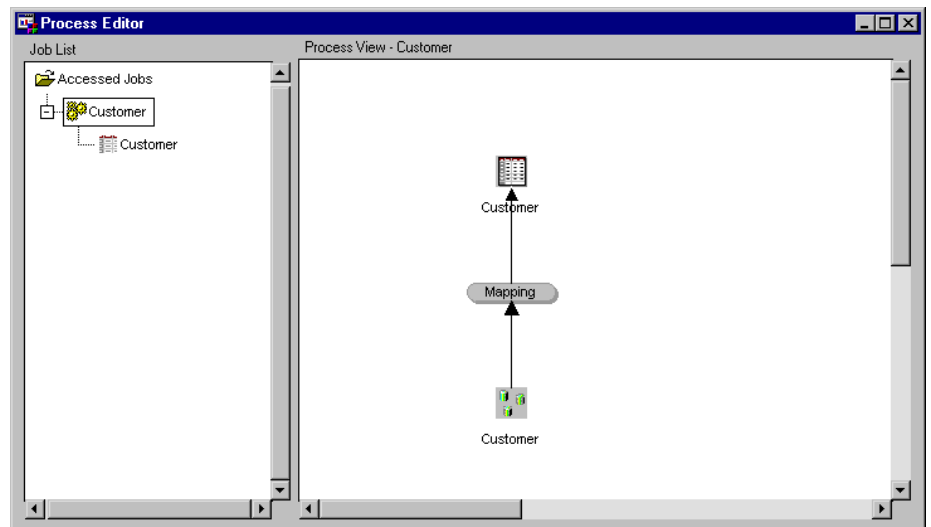 Process Editor
Job List
Process View - Customer
Accessed Jobs
Customer
Customer
Customer
Mapping
Customer